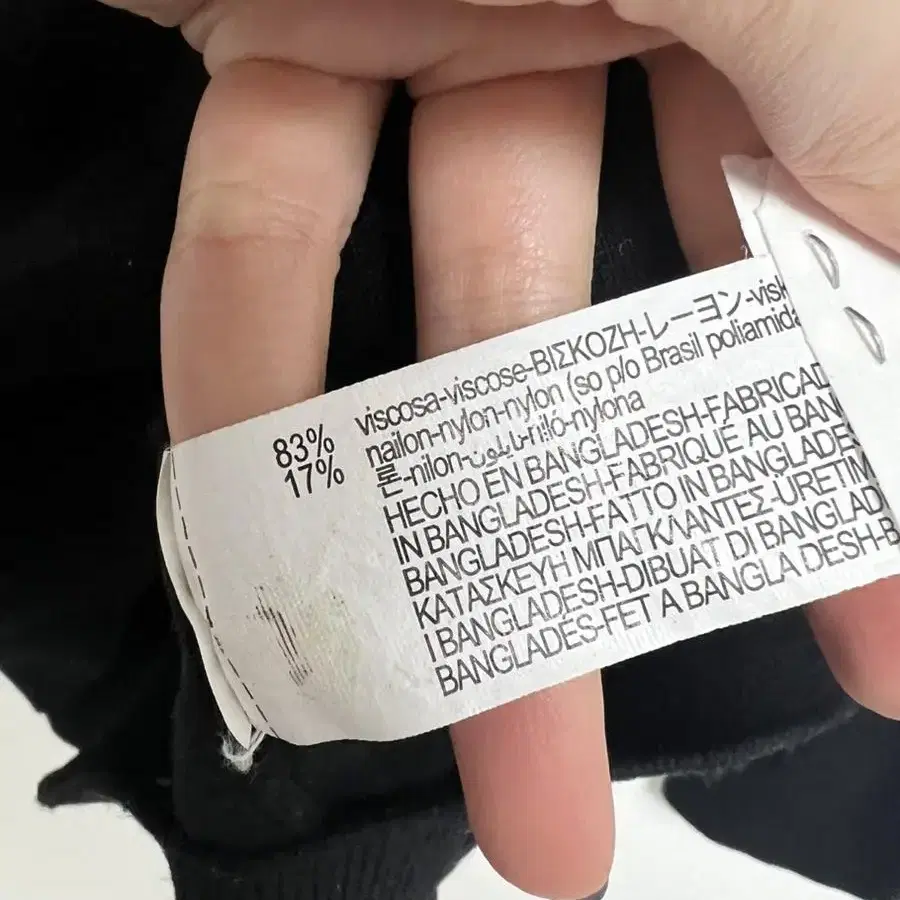 83% viscosa-viscose-ΒΙΣΚΟΖΗ-レーヨン-visk
17% nailon-nylon-nylon (so p/o Brasil poliamida
론-nilon-نايلون-niló-nylona
HECHO EN BANGLADESH-FABRICAD
IN BANGLADESH-FABRIQUÉ AU BAN
BANGLADESH-FATTO IN BANGLADES
ΚΑΤΑΣΚΕΥΗ ΜΠΑΓΚΛΑΝΤΕΣ-URETIM
I BANGLADESH-DIBUAT DI BANGLAD
BANGLADES-FET A BANGLA DESH-B